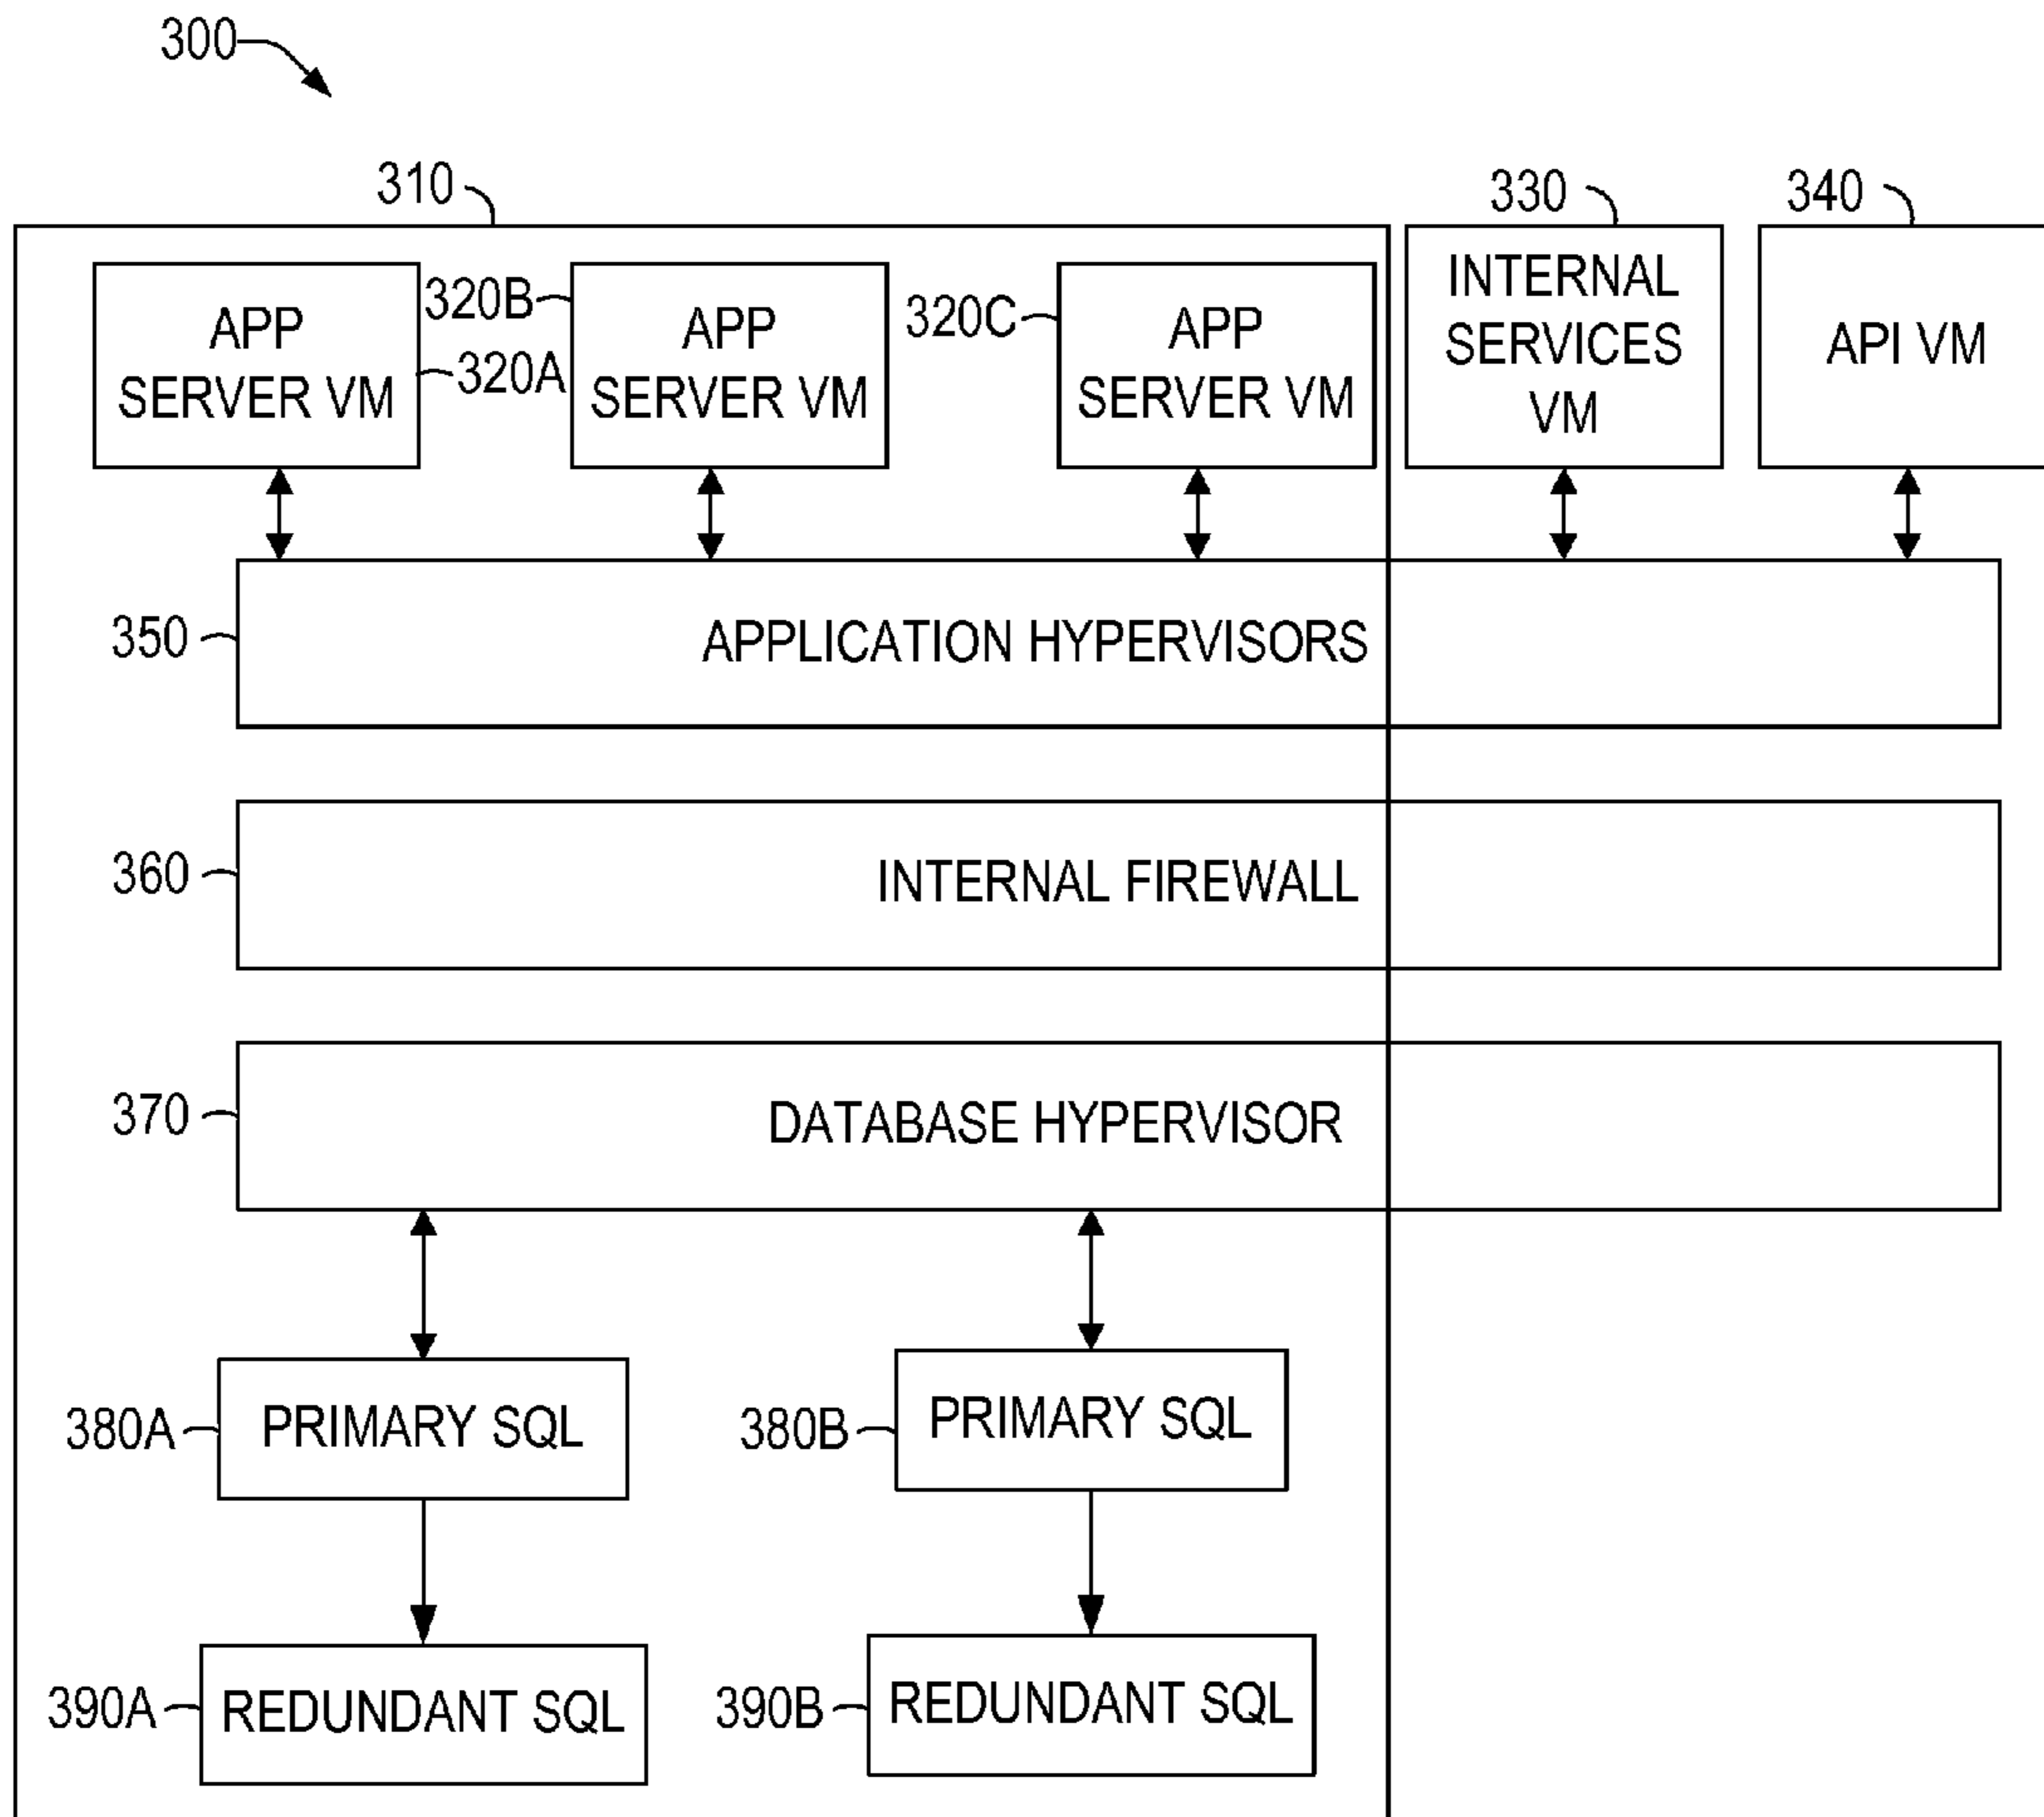 300
310
330
340
APP
SERVER VM
320A
320B
APP
SERVER VM
320C
APP
SERVER VM
INTERNAL
SERVICES
VM
API VM
350
APPLICATION HYPERVISORS
360
INTERNAL FIREWALL
370
DATABASE HYPERVISOR
380A
PRIMARY SQL
380B
PRIMARY SQL
390A
REDUNDANT SQL
390B
REDUNDANT SQL